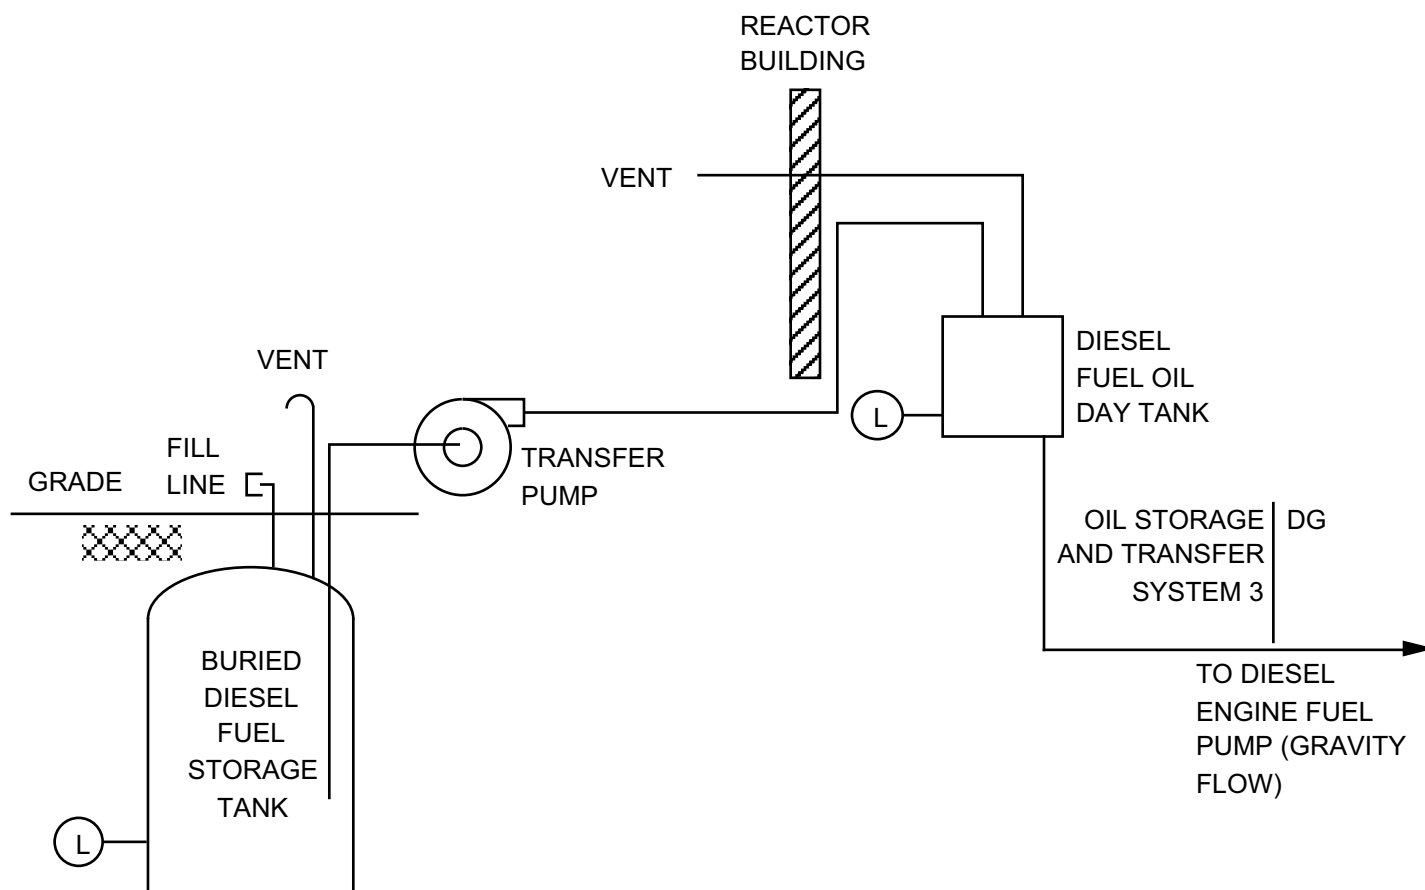 REACTOR
BUILDING
VENT
DIESEL
FUEL OIL
DAY TANK
L
VENT
FILL
LINE
GRADE
TRANSFER
PUMP
OIL STORAGE
AND TRANSFER
SYSTEM 3
DG
BURIED
DIESEL
FUEL
STORAGE
TANK
L
TO DIESEL
ENGINE FUEL
PUMP (GRAVITY
FLOW)